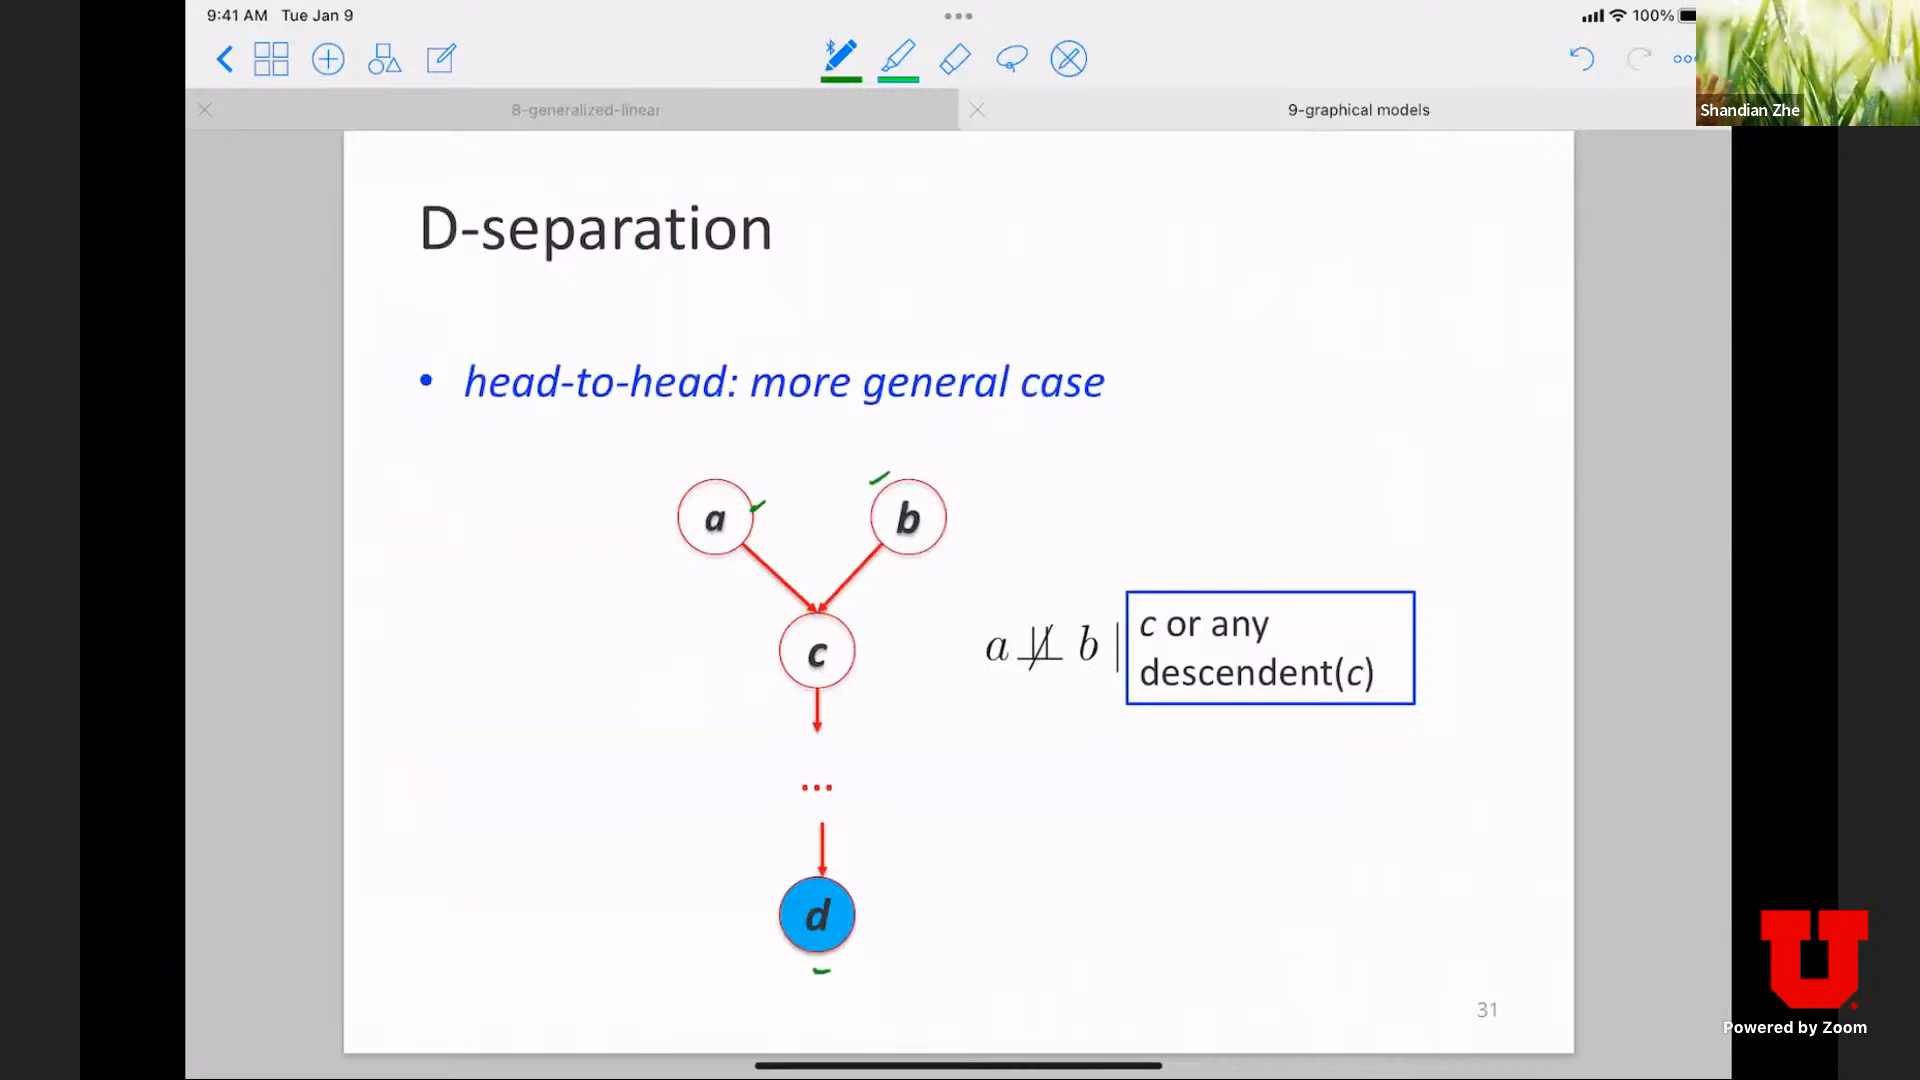 9:41 AM Tue Jan 9
100%
Shandian Zhe
8-generalized-linear
9-graphical models
D-separation
• head-to-head: more general case
a
b
c
a ⊥̸⊥ b | c or any
descendent(c)
...
d
31
U
Powered by Zoom